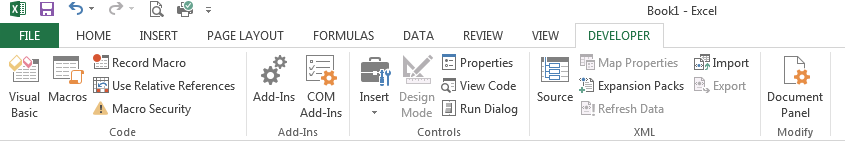 Book1 - Excel
FILE HOME INSERT PAGE LAYOUT FORMULAS DATA REVIEW VIEW DEVELOPER
Visual Basic
Macros
Record Macro
Use Relative References
Macro Security
Code
Add-Ins
COM Add-Ins
Add-Ins
Insert
Design Mode
Properties
View Code
Run Dialog
Controls
Source
Map Properties
Expansion Packs
Refresh Data
Import
Export
XML
Document Panel
Modify